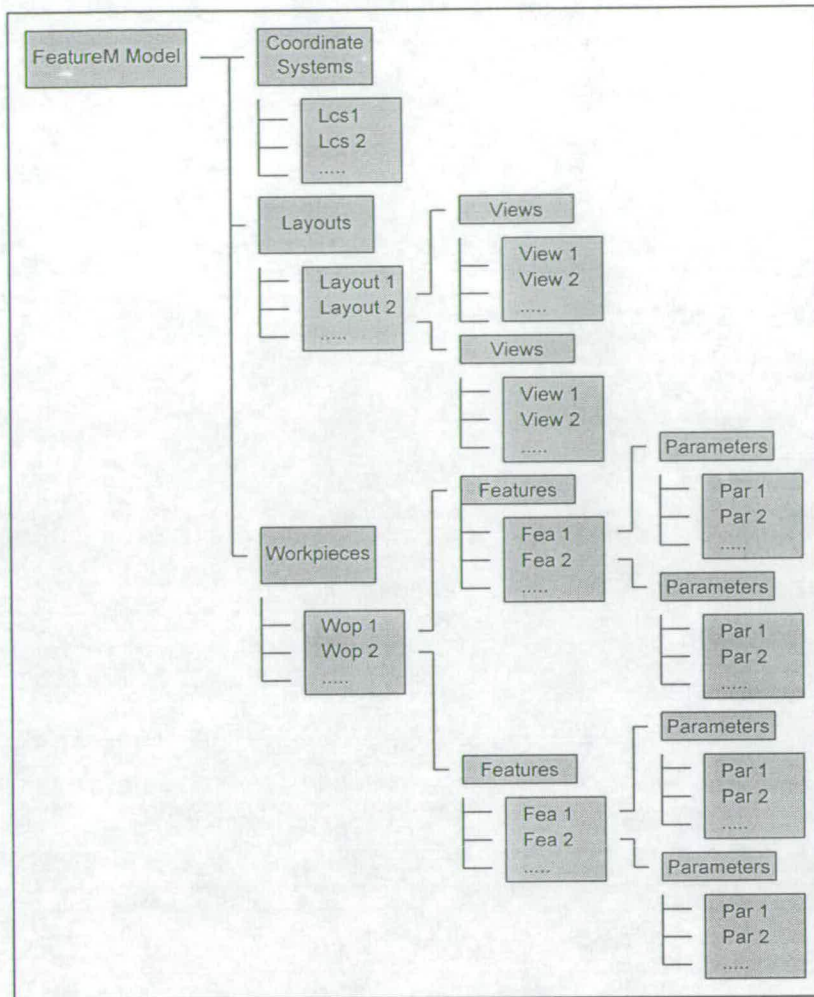 FeatureM Model
Coordinate
Systems
Lcs1
Lcs 2
.....
Layouts
Layout 1
Layout 2
.....
Views
View 1
View 2
.....
Views
View 1
View 2
.....
Workpieces
Wop 1
Wop 2
.....
Features
Fea 1
Fea 2
.....
Parameters
Par 1
Par 2
.....
Parameters
Par 1
Par 2
.....
Features
Fea 1
Fea 2
.....
Parameters
Par 1
Par 2
.....
Parameters
Par 1
Par 2
.....